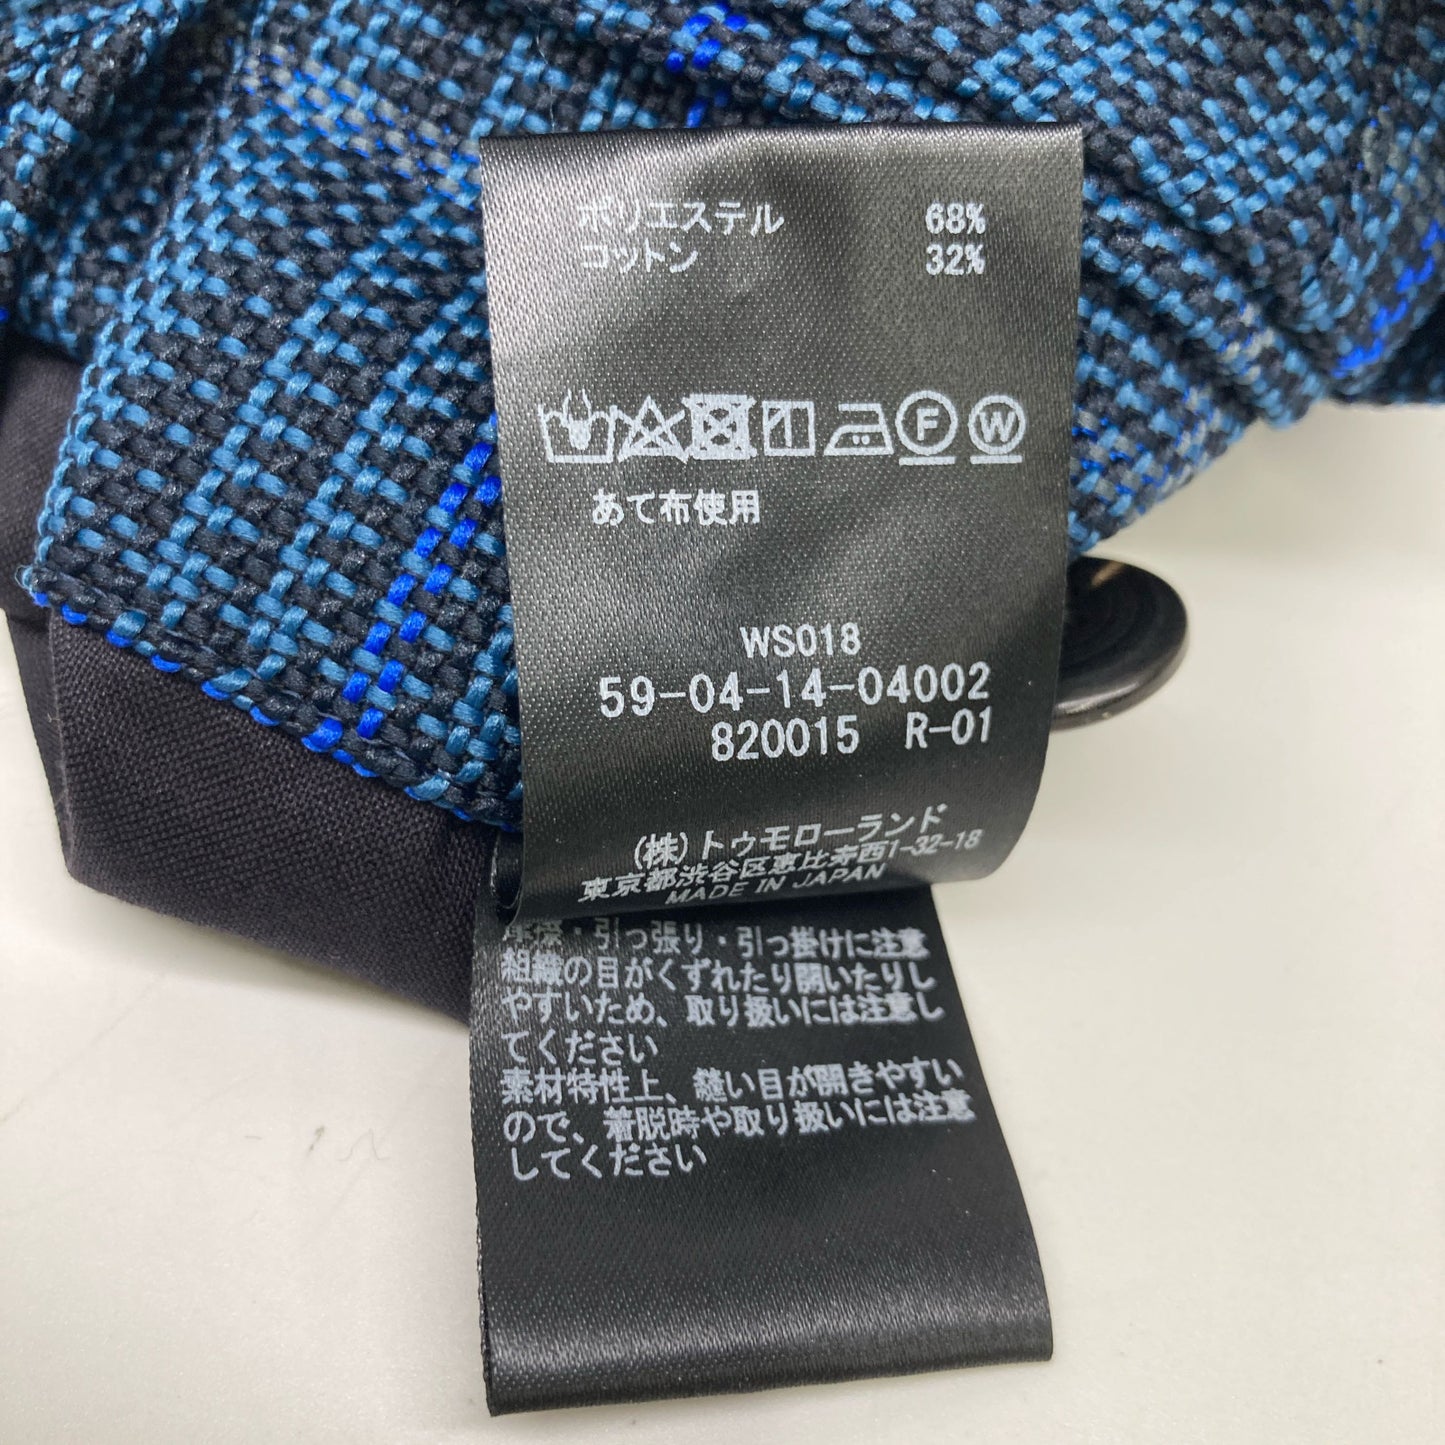 ポリエステル 68%
コットン 32%
F W
あて布使用
WS018
59-04-14-04002
820015 R-01
(株)トゥモローランド
東京都渋谷区恵比寿西1-32-18
MADE IN JAPAN
・引っ張り・引っ掛けに注意
組織の目がくずれたり開いたりし
やすいため、取り扱いには注意し
てください
素材特性上、縫い目が開きやすい
ので、着脱時や取り扱いには注意
してください